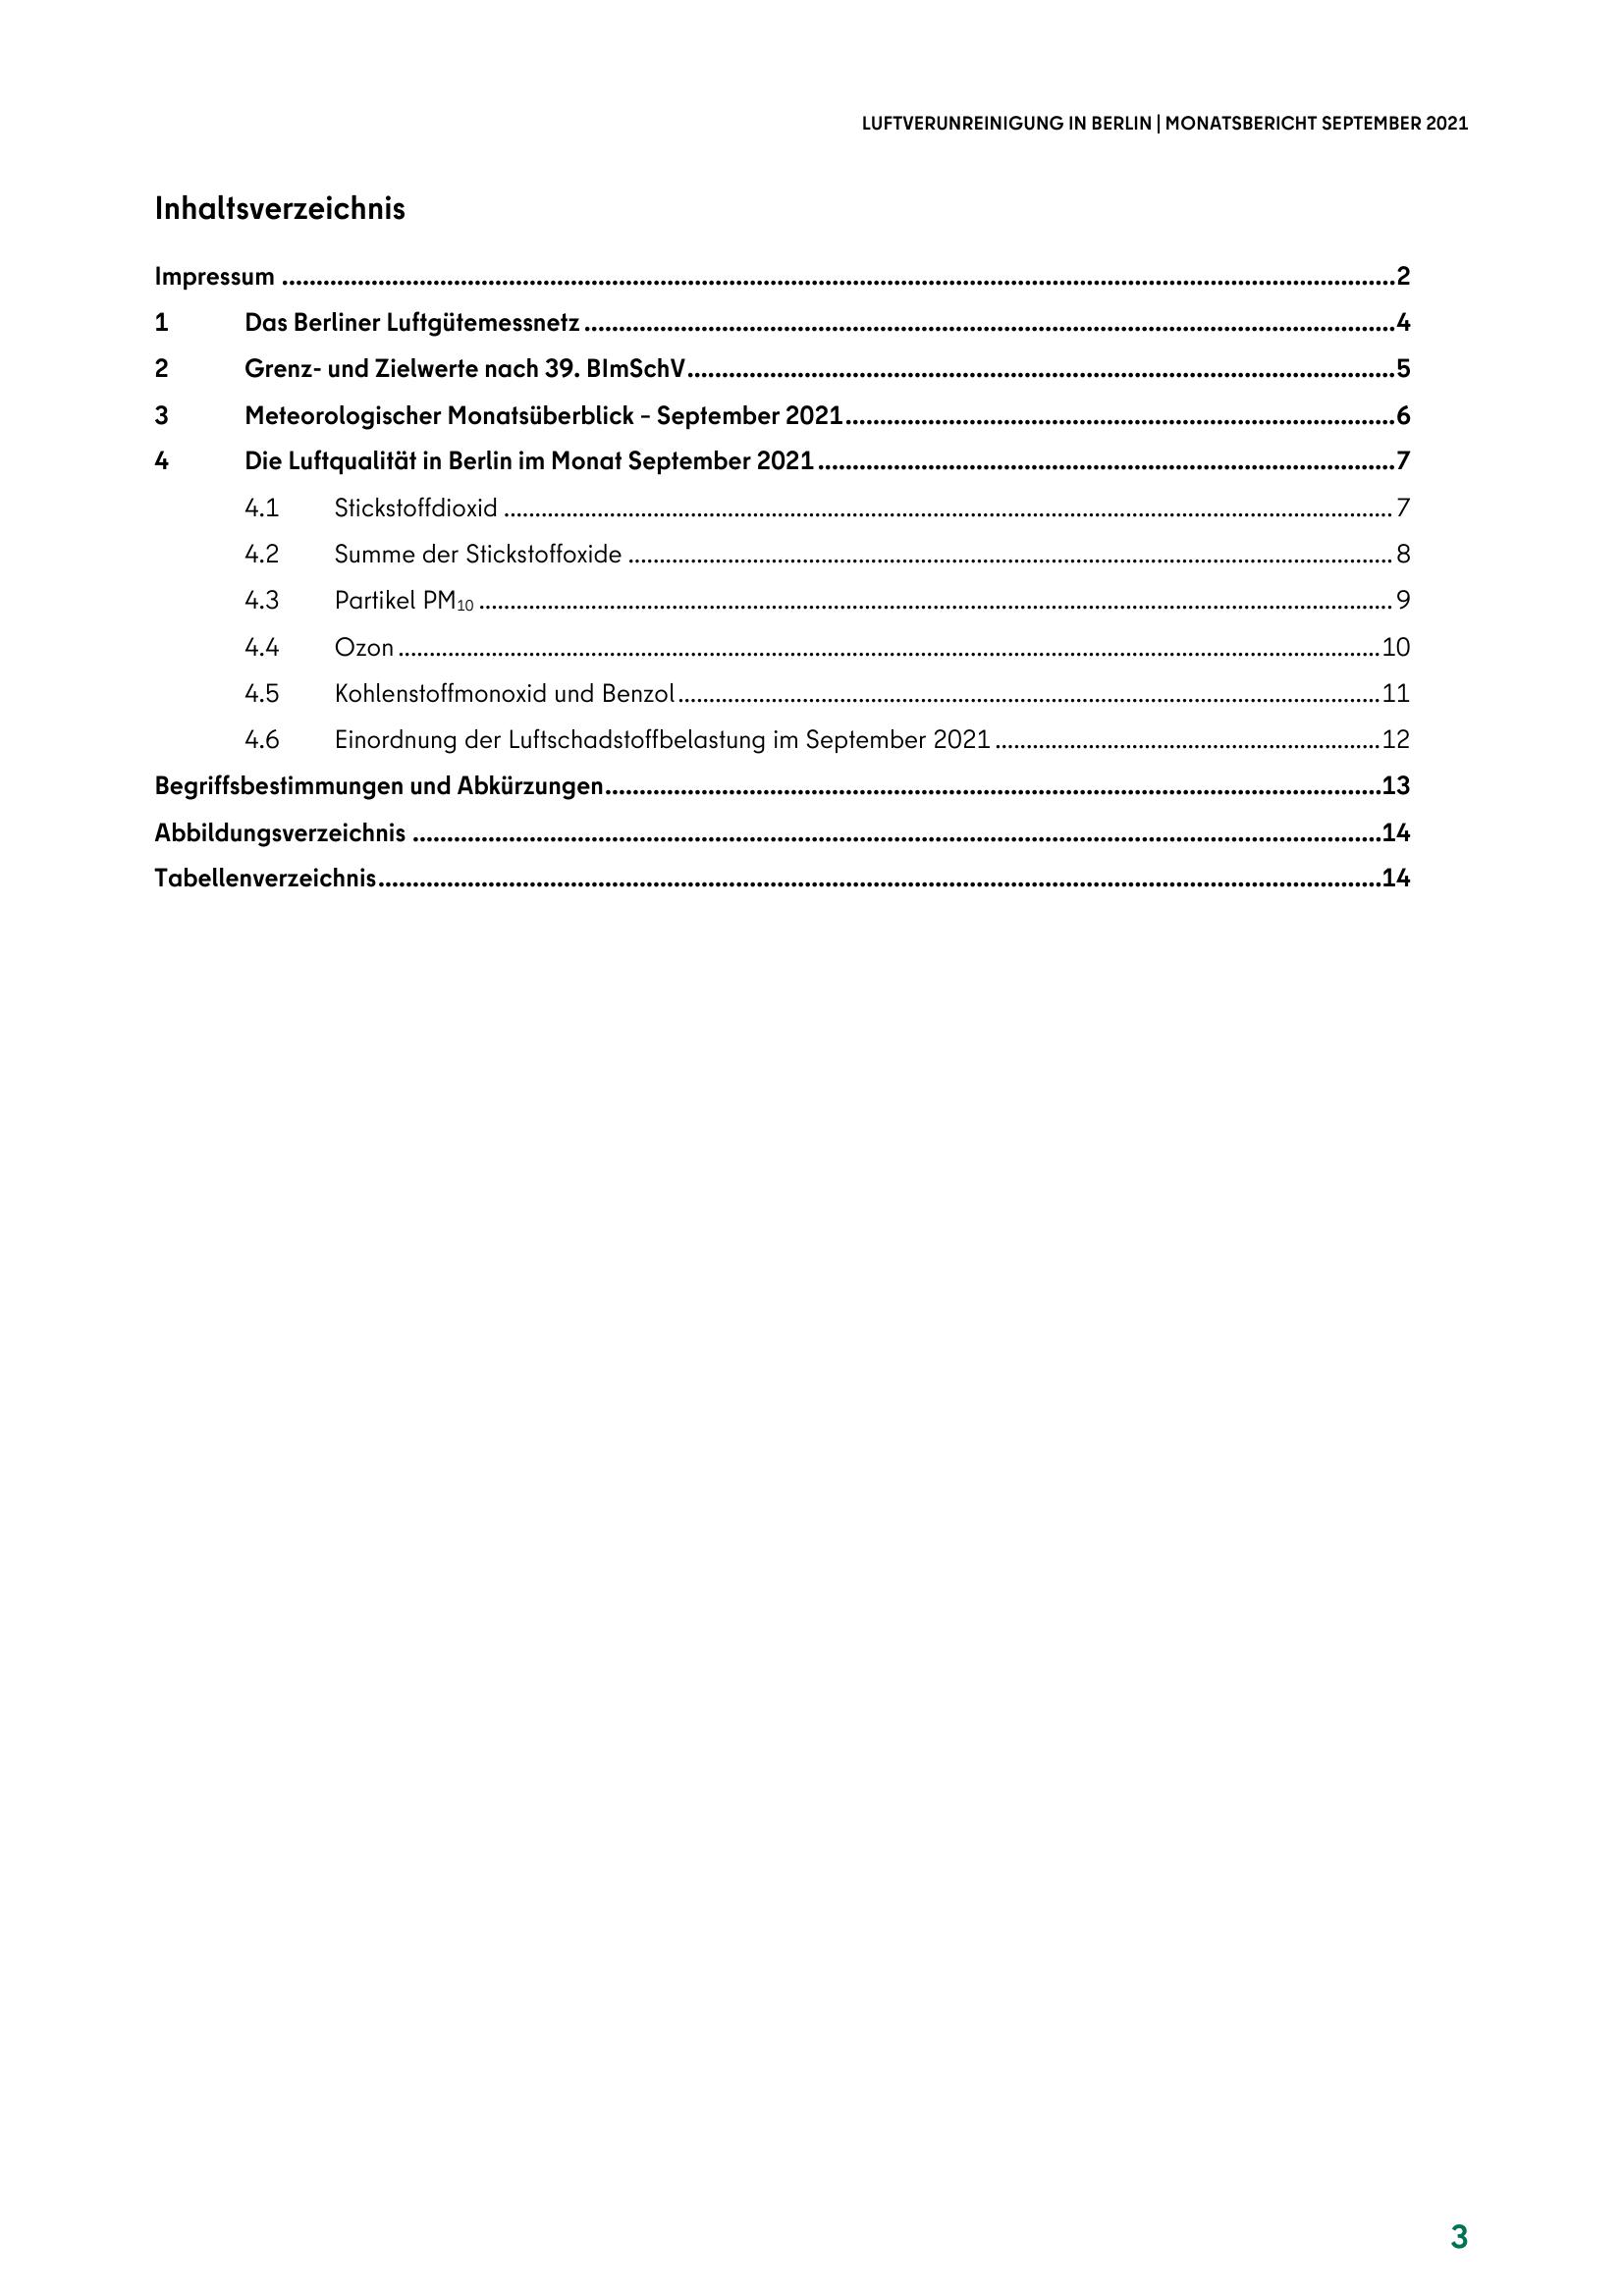 LUFTVERUNREINIGUNG IN BERLIN | MONATSBERICHT SEPTEMBER 2021
Inhaltsverzeichnis
Impressum ........ 2
1 Das Berliner Luftgütemessnetz ........ 4
2 Grenz- und Zielwerte nach 39. BImSchV ........ 5
3 Meteorologischer Monatsüberblick – September 2021 ........ 6
4 Die Luftqualität in Berlin im Monat September 2021 ........ 7
4.1 Stickstoffdioxid ........ 7
4.2 Summe der Stickstoffoxide ........ 8
4.3 Partikel PM₁₀ ........ 9
4.4 Ozon ........ 10
4.5 Kohlenstoffmonoxid und Benzol ........ 11
4.6 Einordnung der Luftschadstoffbelastung im September 2021 ........ 12
Begriffsbestimmungen und Abkürzungen ........ 13
Abbildungsverzeichnis ........ 14
Tabellenverzeichnis ........ 14
3